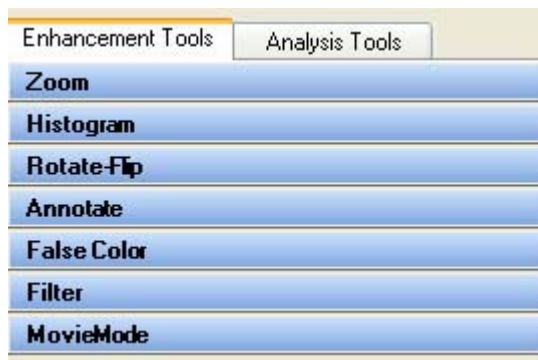 Enhancement Tools Analysis Tools
Zoom
Histogram
Rotate-Flip
Annotate
False Color
Filter
MovieMode